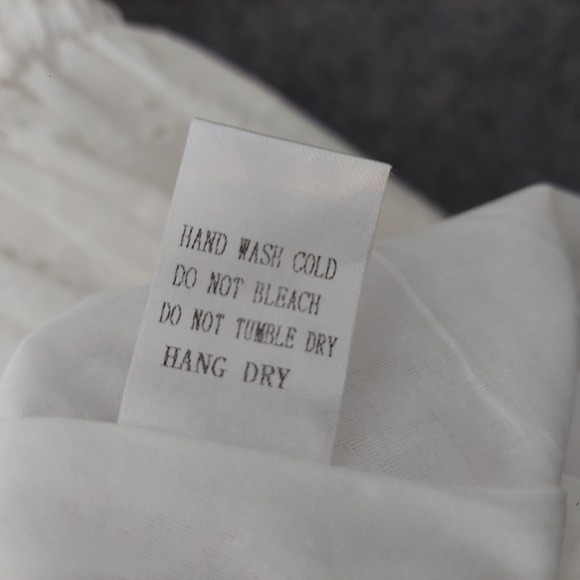 HAND WASH COLD
DO NOT BLEACH
DO NOT TUMBLE DRY
HANG DRY